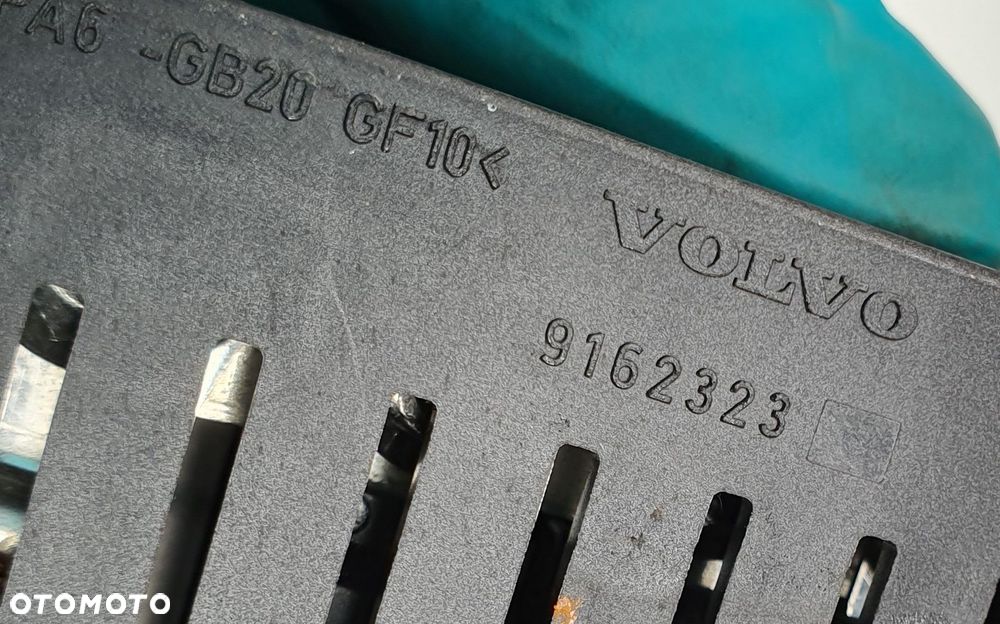 PA6 -GB20 GF10<
VOLVO
9162323
OTOMOTO